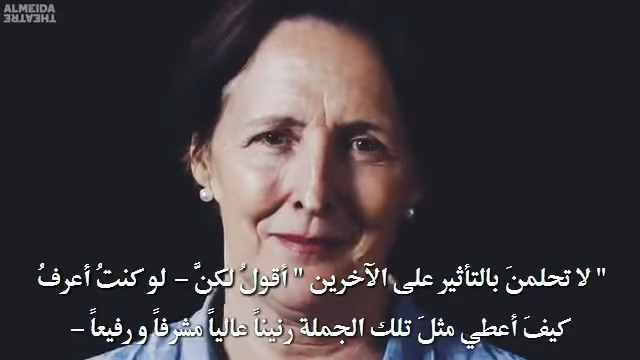 ALMEIDA
THEATRE
" لا تحلمنَ بالتأثير على الآخرين " أقولُ لكنَّ – لو كنتُ أعرفُ
كيفَ أعطي مثلَ تلك الجملة رنيناً عالياً مشرفاً و رفيعاً –